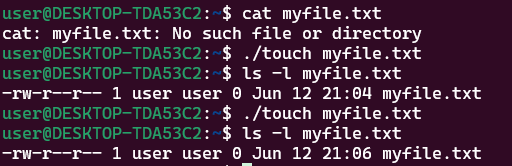 user@DESKTOP-TDA53C2:~$ cat myfile.txt
cat: myfile.txt: No such file or directory
user@DESKTOP-TDA53C2:~$ ./touch myfile.txt
user@DESKTOP-TDA53C2:~$ ls -l myfile.txt
-rw-r--r-- 1 user user 0 Jun 12 21:04 myfile.txt
user@DESKTOP-TDA53C2:~$ ./touch myfile.txt
user@DESKTOP-TDA53C2:~$ ls -l myfile.txt
-rw-r--r-- 1 user user 0 Jun 12 21:06 myfile.txt